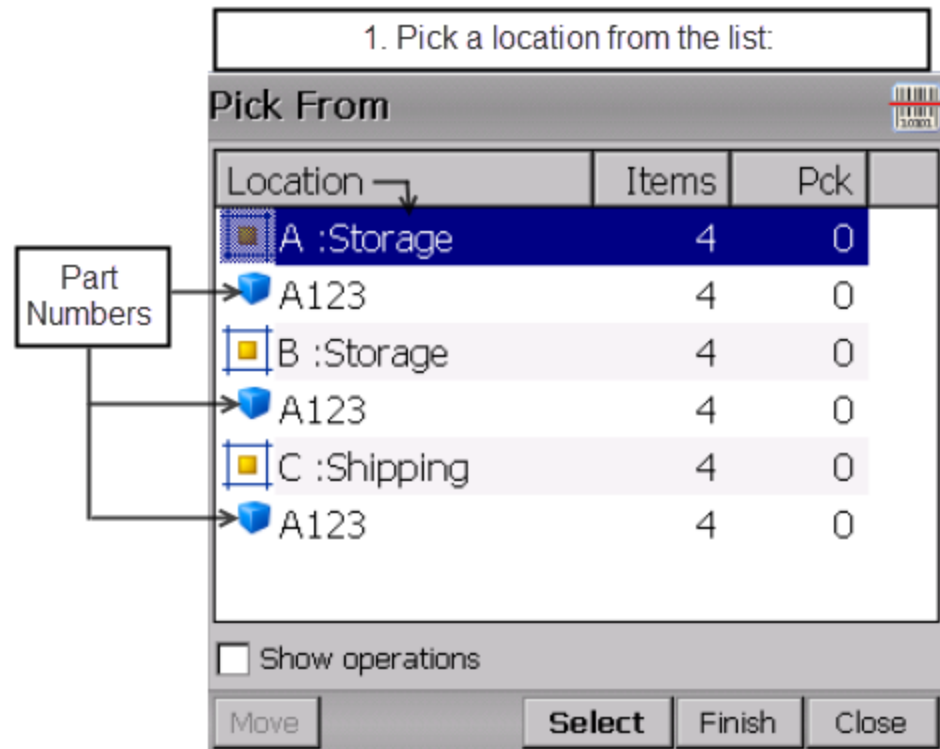 1. Pick a location from the list:
Pick From
Location Items Pck
A :Storage 4 0
Part
Numbers
A123 4 0
B :Storage 4 0
A123 4 0
C :Shipping 4 0
A123 4 0
Show operations
Move Select Finish Close